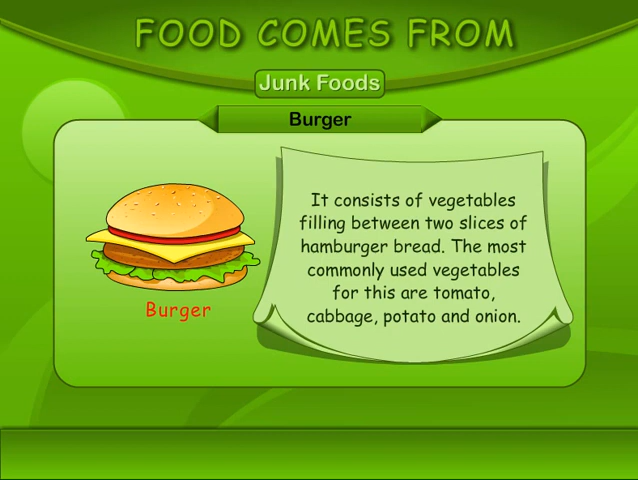 FOOD COMES FROM
Junk Foods
Burger
It consists of vegetables
filling between two slices of
hamburger bread. The most
commonly used vegetables
for this are tomato,
cabbage, potato and onion.
Burger